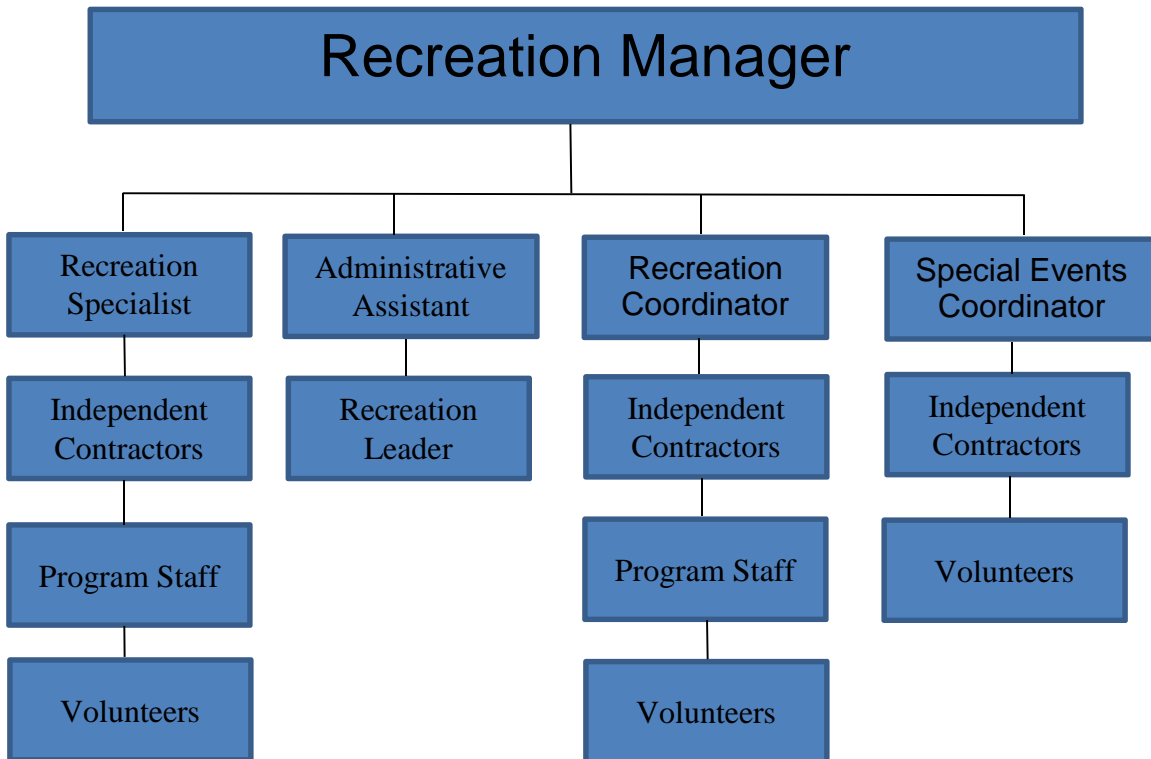 Recreation Manager
Recreation
Specialist
Administrative
Assistant
Recreation
Coordinator
Special Events
Coordinator
Independent
Contractors
Recreation
Leader
Independent
Contractors
Independent
Contractors
Program Staff
Program Staff
Volunteers
Volunteers
Volunteers